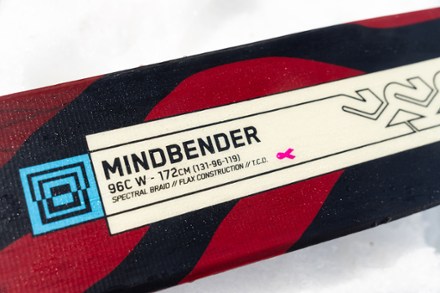 MINDBENDER
96C W - 172CM (131-96-119)
SPECTRAL BRAID // FLAX CONSTRUCTION // T.C.D.